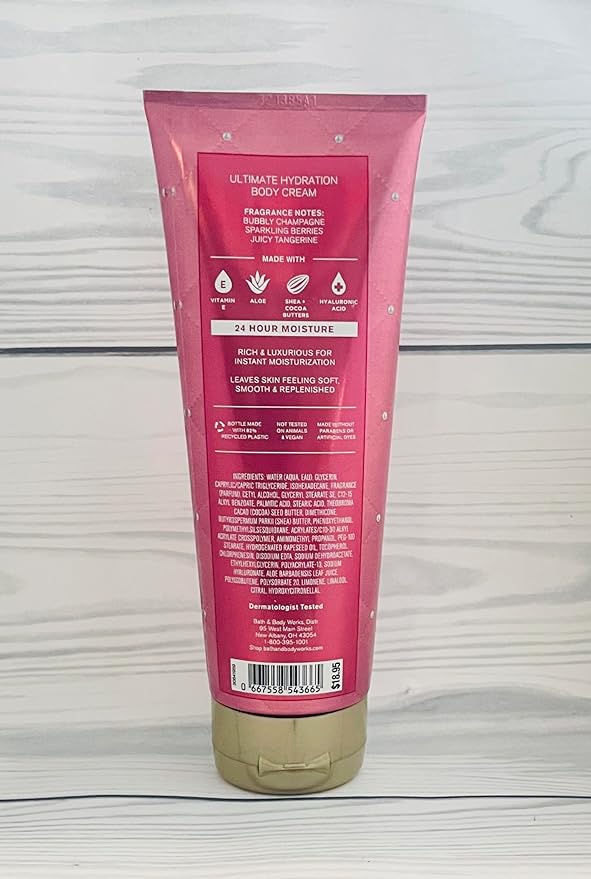 ULTIMATE HYDRATION
BODY CREAM
FRAGRANCE NOTES:
BUBBLY CHAMPAGNE
SPARKLING BERRIES
JUICY TANGERINE
MADE WITH
E
VITAMIN
E
ALOE
SHEA +
COCOA
BUTTERS
HYALURONIC
ACID
24 HOUR MOISTURE
RICH & LUXURIOUS FOR
INSTANT MOISTURIZATION
LEAVES SKIN FEELING SOFT,
SMOOTH & REPLENISHED
BOTTLE MADE
WITH 82%
RECYCLED PLASTIC
NOT TESTED
ON ANIMALS
& VEGAN
MADE WITHOUT
PARABENS OR
ARTIFICIAL DYES
INGREDIENTS: WATER (AQUA, EAU), GLYCERIN,
CAPRYLIC/CAPRIC TRIGLYCERIDE, ISOHEXADECANE, FRAGRANCE
(PARFUM), CETYL ALCOHOL, GLYCERYL STEARATE SE, C12-15
ALKYL BENZOATE, PALMITIC ACID, STEARIC ACID, THEOBROMA
CACAO (COCOA) SEED BUTTER, DIMETHICONE
BUTYROSPERMUM PARKII (SHEA) BUTTER, PHENOXYETHANOL,
POLYMETHYLSILSESQUIOXANE, ACRYLATES/C10-30 ALKYL
ACRYLATE CROSSPOLYMER, AMINOMETHYL PROPANOL, PEG-100
STEARATE, HYDROGENATED RAPESEED OIL, TOCOPHEROL,
CHLORPHENESIN, DISODIUM EDTA, SODIUM DEHYDROACETATE,
ETHYLHEXYLGLYCERIN, POLYACRYLATE-13, SODIUM
HYALURONATE, ALOE BARBADENSIS LEAF JUICE,
POLYISOBUTENE, POLYSORBATE 20, LIMONENE, LINALOOL,
CITRAL, HYDROXYCITRONELLAL.
Dermatologist Tested
Bath & Body Works, Distr.
95 West Main Street
New Albany, OH 43054
1-800-395-1001
Shop bathandbodyworks.com
0 667558 543665
$18.95